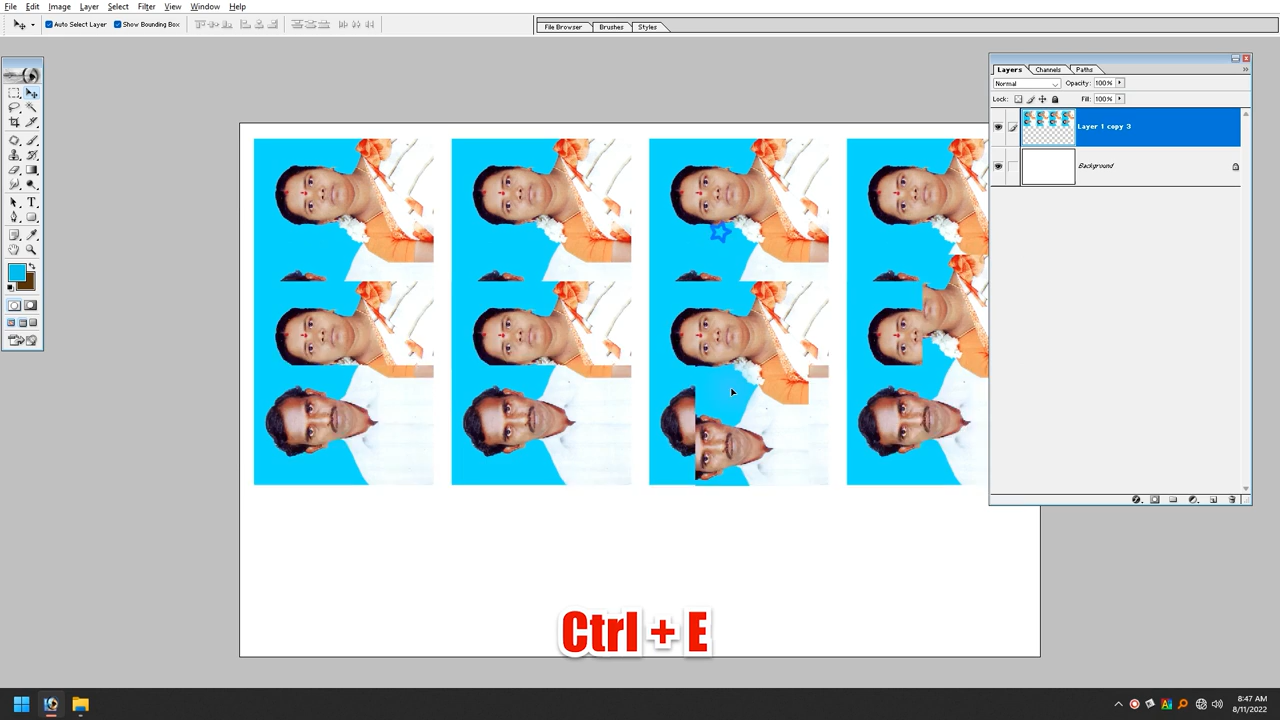 File Edit Image Layer Select Filter View Window Help
Auto Select Layer Show Bounding Box File Browser Brushes Styles
Layers Channels Paths
Normal Opacity: 100%
Lock: Fill: 100%
Layer 1 copy 3
Background
Ctrl + E
8:47 AM
8/11/2022